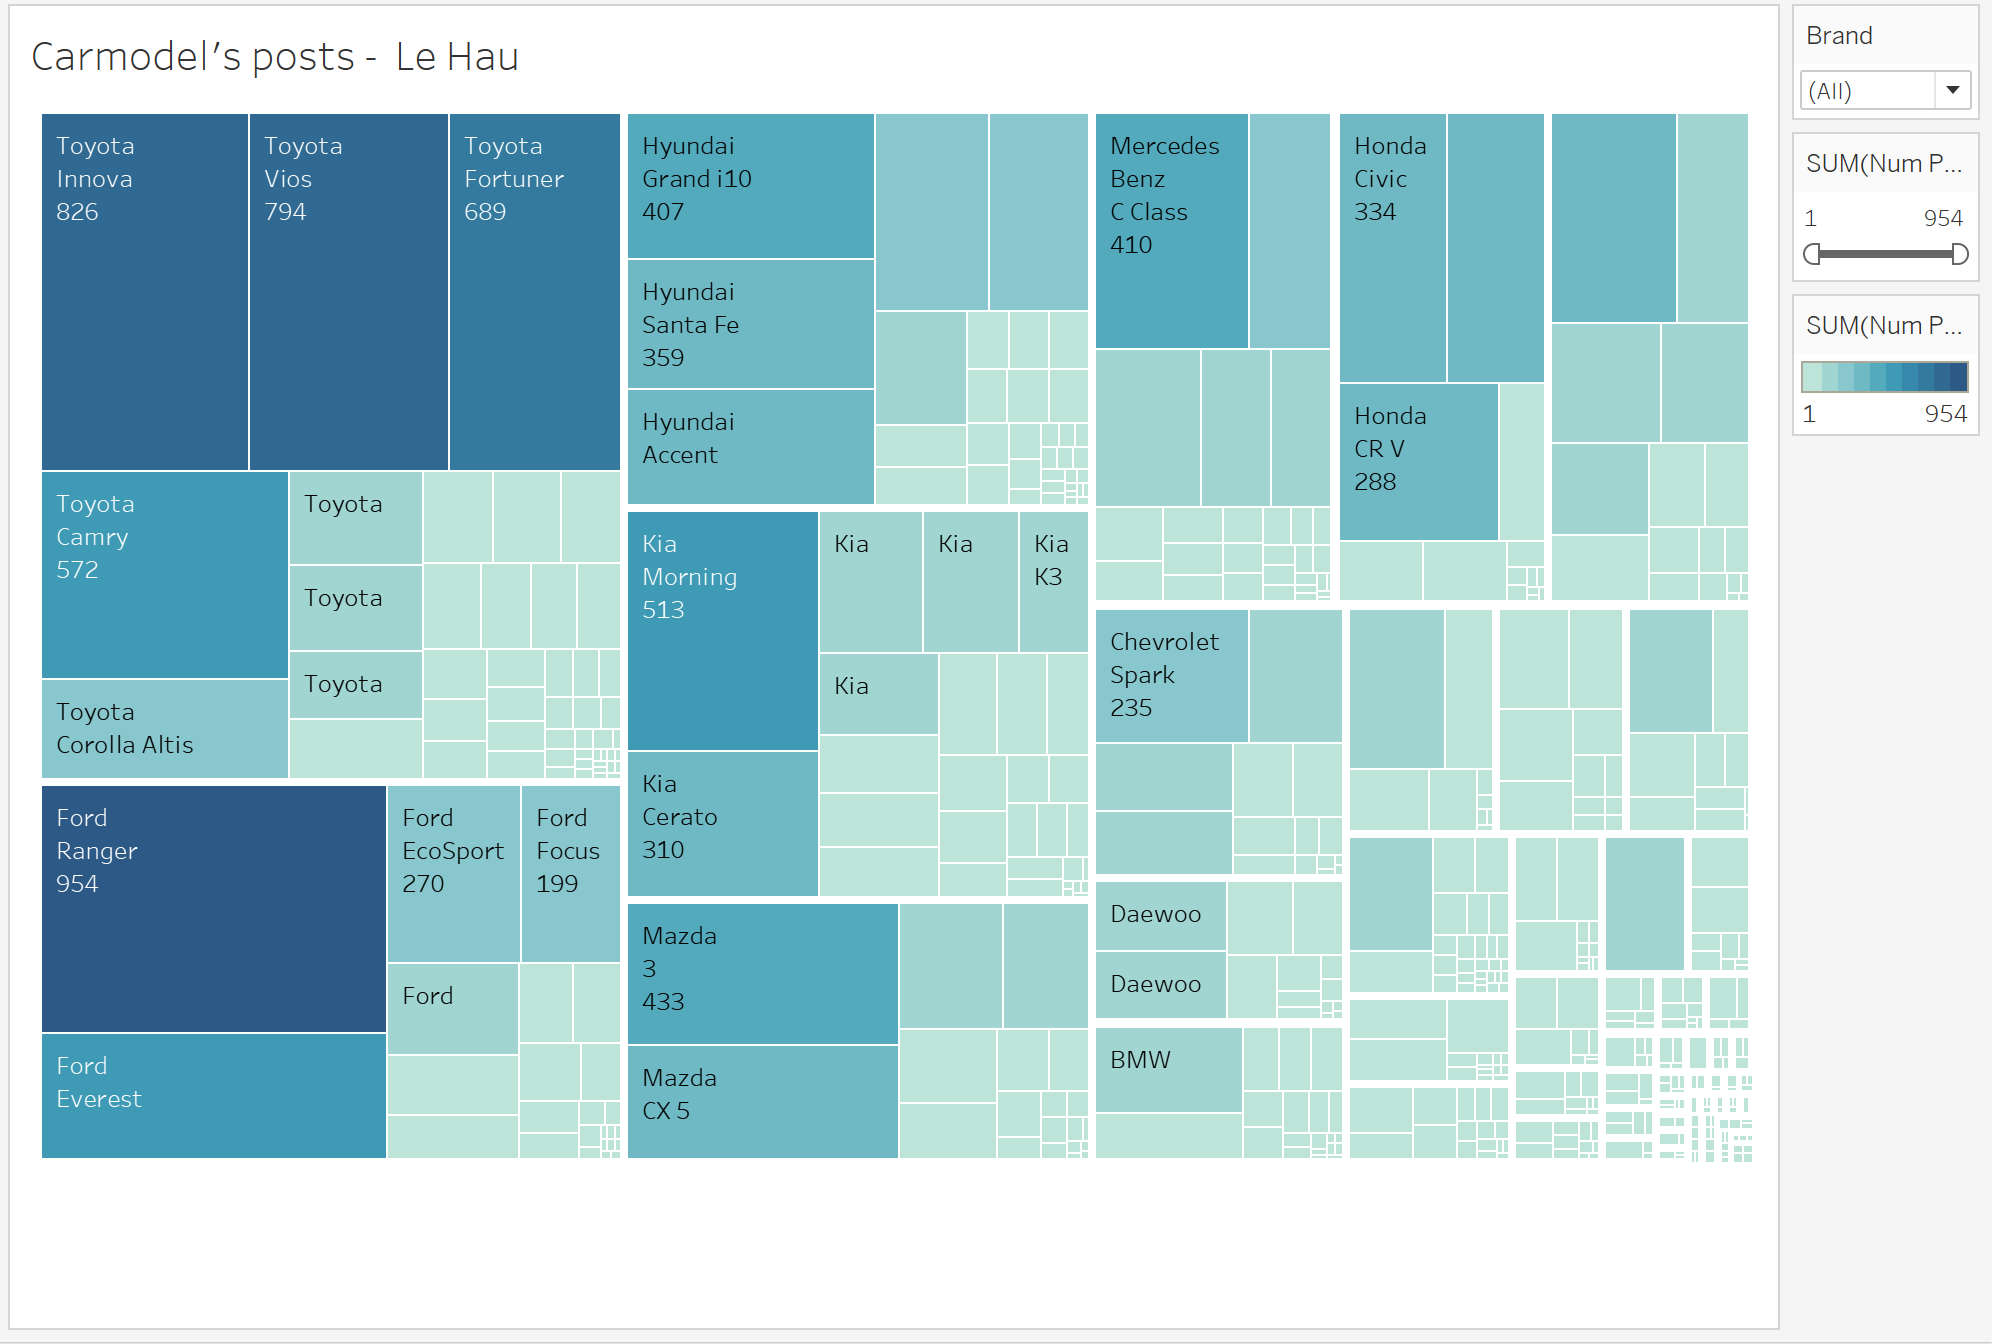 Carmodel's posts - Le Hau
Toyota
Innova
826
Toyota
Vios
794
Toyota
Fortuner
689
Toyota
Camry
572
Toyota
Corolla Altis
Toyota
Toyota
Toyota
Ford
Ranger
954
Ford
Everest
Ford
EcoSport
270
Ford
Focus
199
Ford
Hyundai
Grand i10
407
Hyundai
Santa Fe
359
Hyundai
Accent
Kia
Morning
513
Kia
Cerato
310
Kia
Kia
Kia
K3
Kia
Mazda
3
433
Mazda
CX 5
Mercedes
Benz
C Class
410
Honda
Civic
334
Honda
CR V
288
Chevrolet
Spark
235
Daewoo
Daewoo
BMW
Brand
(All)
SUM(Num P...
1 954
SUM(Num P...
1 954